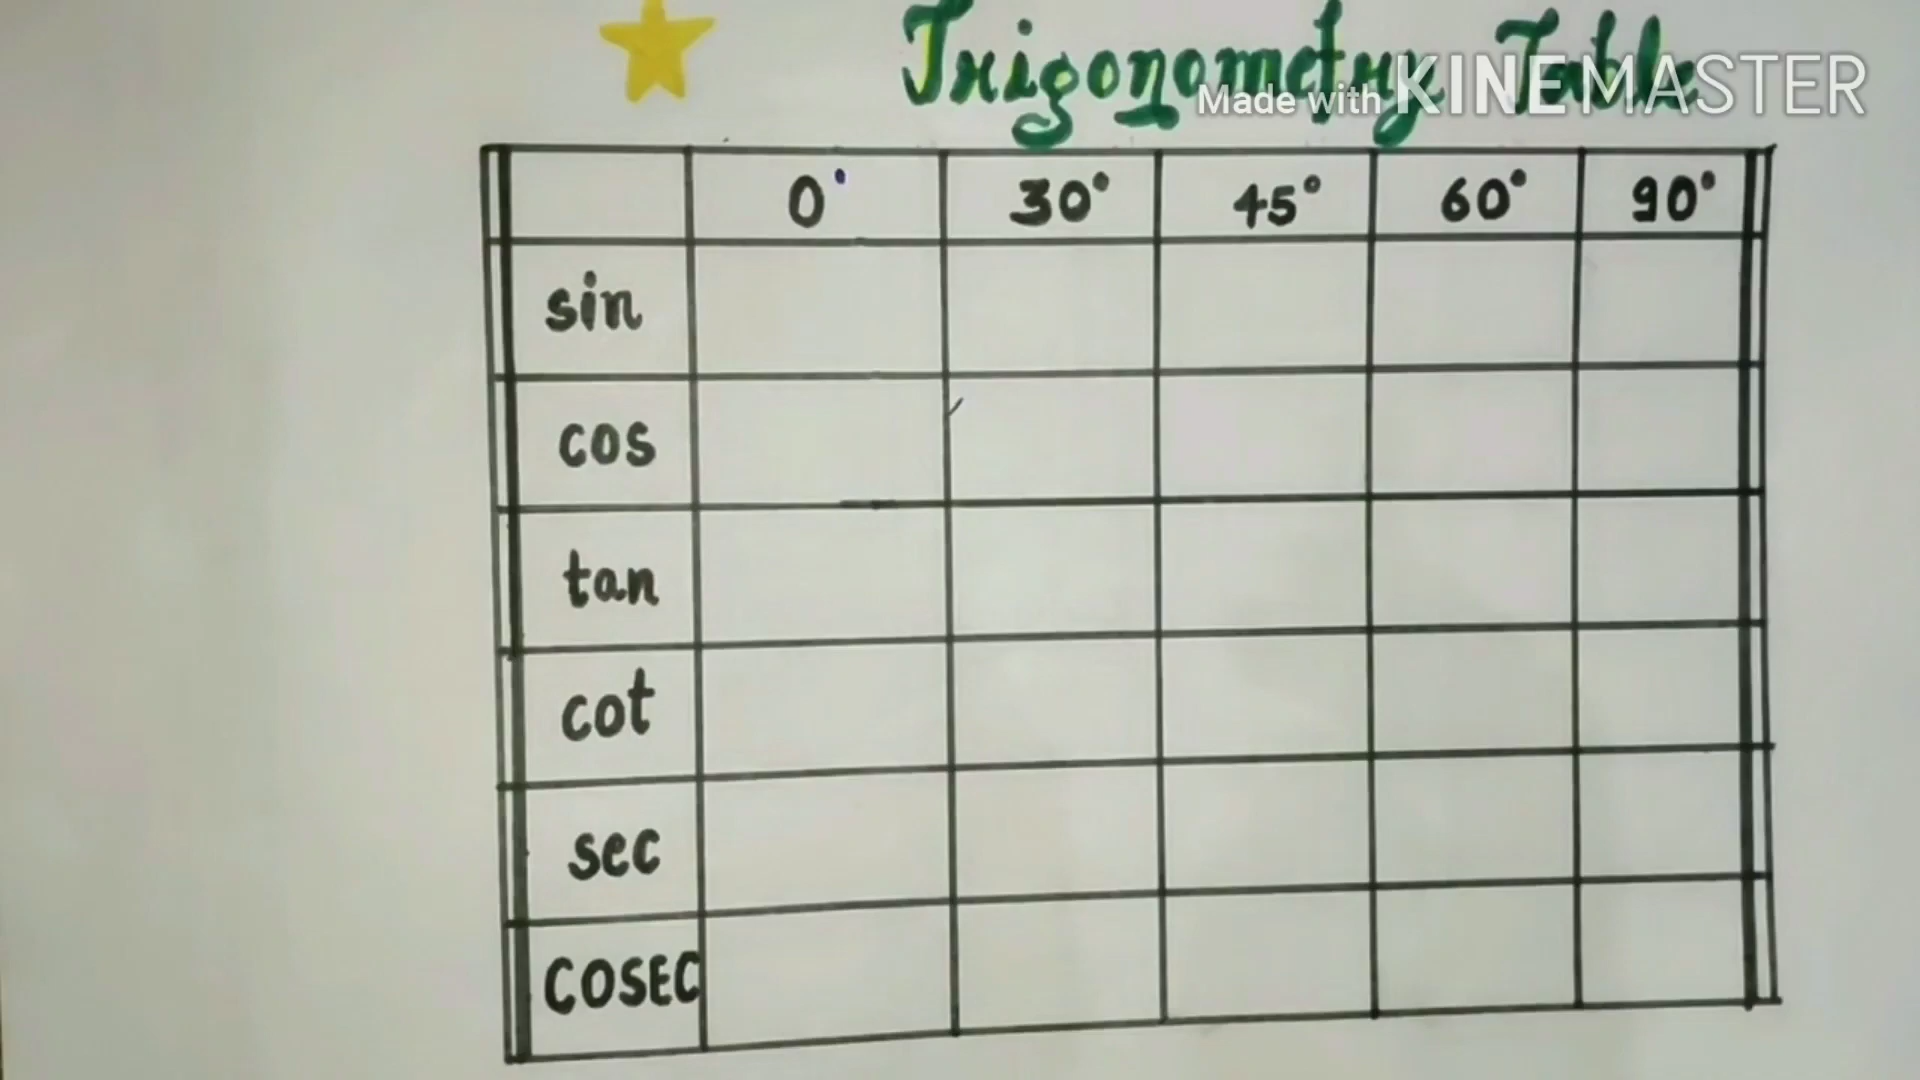 Trigonometry Table
Made with KINEMASTER
0° 30° 45° 60° 90°
sin
cos
tan
cot
sec
COSEC